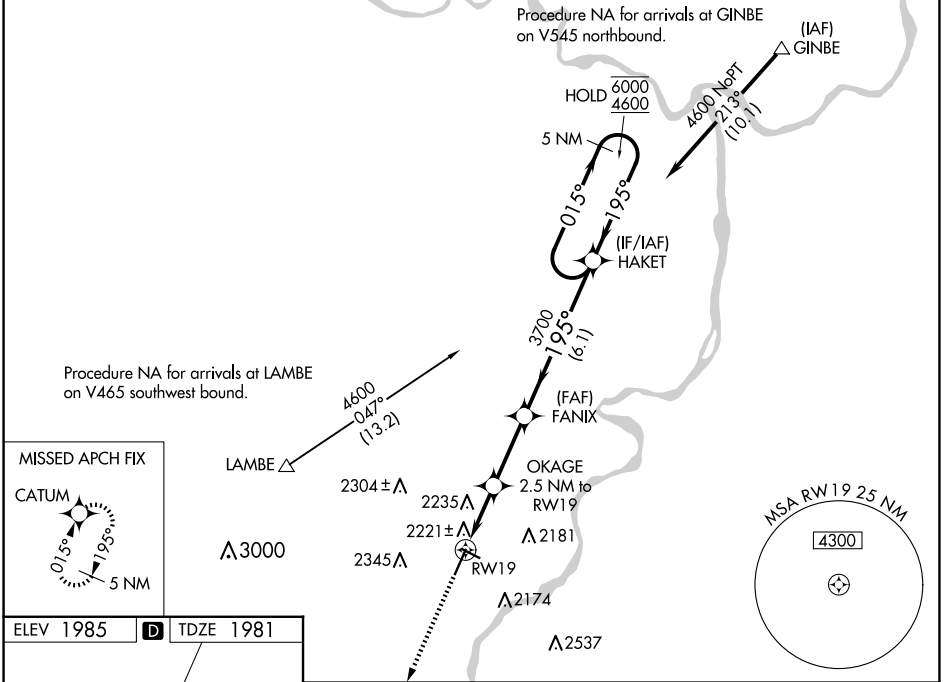 Procedure NA for arrivals at GINBE
on V545 northbound.
(IAF)
GINBE
4600 NoPT
213°
(10.1)
HOLD 6000
4600
5 NM
015°
195°
(IF/IAF)
HAKET
3700
195°
(6.1)
Procedure NA for arrivals at LAMBE
on V465 southwest bound.
4600
047°
(13.2)
LAMBE
(FAF)
FANIX
OKAGE
2.5 NM to
RW19
2304±
2235
2221±
2181
2345
RW19
3000
2174
2537
MISSED APCH FIX
CATUM
015°
195°
5 NM
MSA RW19 25 NM
4300
ELEV 1985 D TDZE 1981